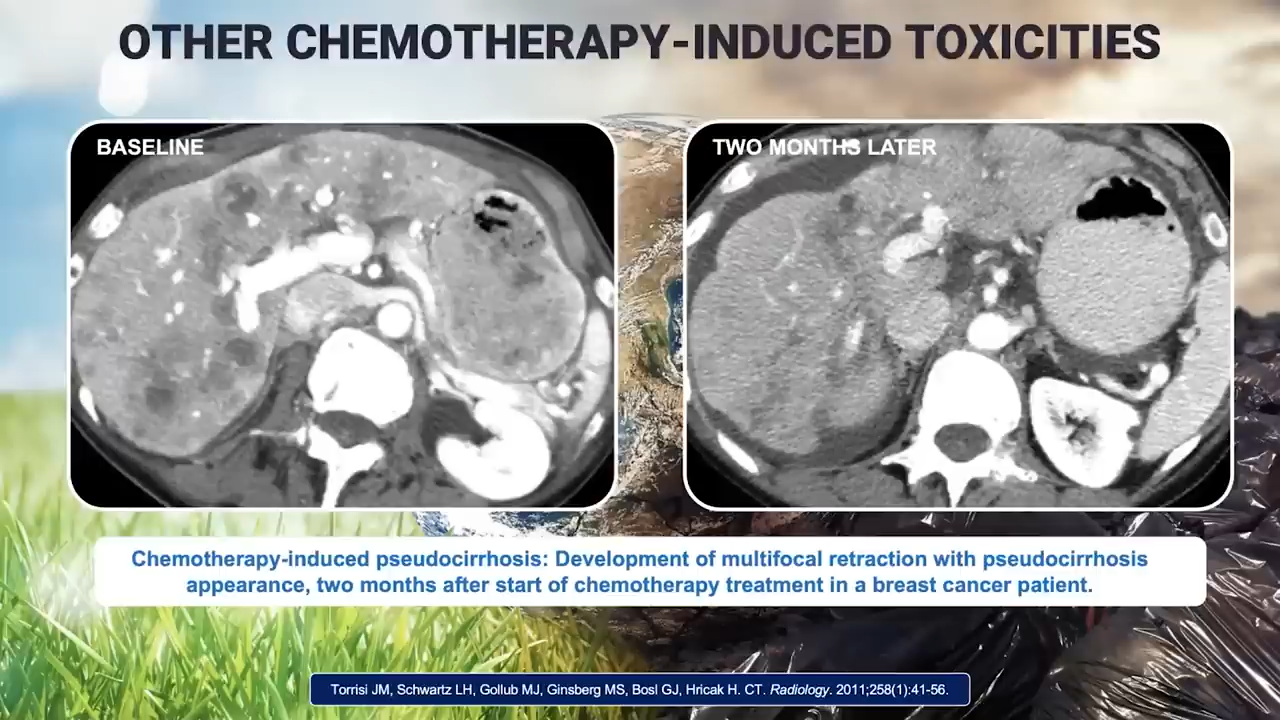 OTHER CHEMOTHERAPY-INDUCED TOXICITIES
BASELINE
TWO MONTHS LATER
Chemotherapy-induced pseudocirrhosis: Development of multifocal retraction with pseudocirrhosis
appearance, two months after start of chemotherapy treatment in a breast cancer patient.
Torrisi JM, Schwartz LH, Gollub MJ, Ginsberg MS, Bosl GJ, Hricak H. CT. Radiology. 2011;258(1):41-56.